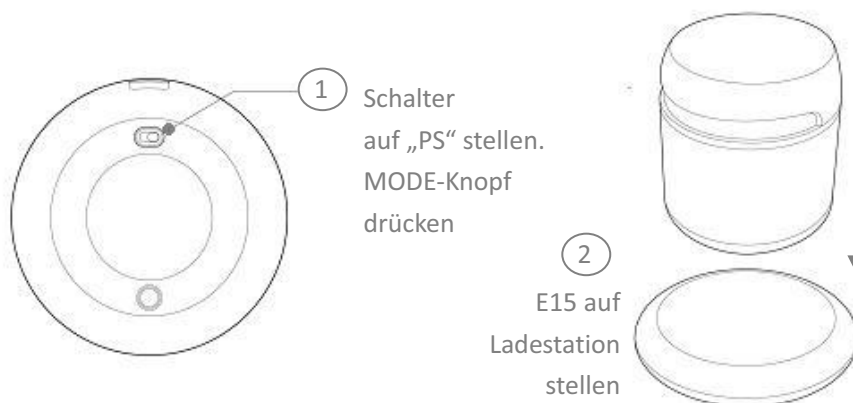 1
Schalter
auf „PS“ stellen.
MODE-Knopf
drücken
2
E15 auf
Ladestation
stellen